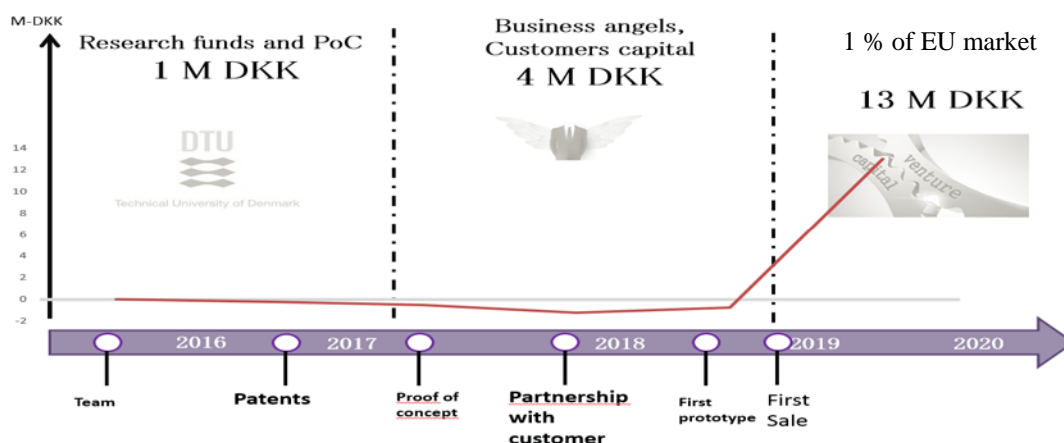 M-DKK
Research funds and PoC
1 M DKK
Business angels,
Customers capital
4 M DKK
1 % of EU market
13 M DKK
DTU
Technical University of Denmark
capital
venture
14
12
10
8
6
4
2
0
-2
2016
2017
2018
2019
2020
Team
Patents
Proof of
concept
Partnership
with
customer
First
prototype
First
Sale